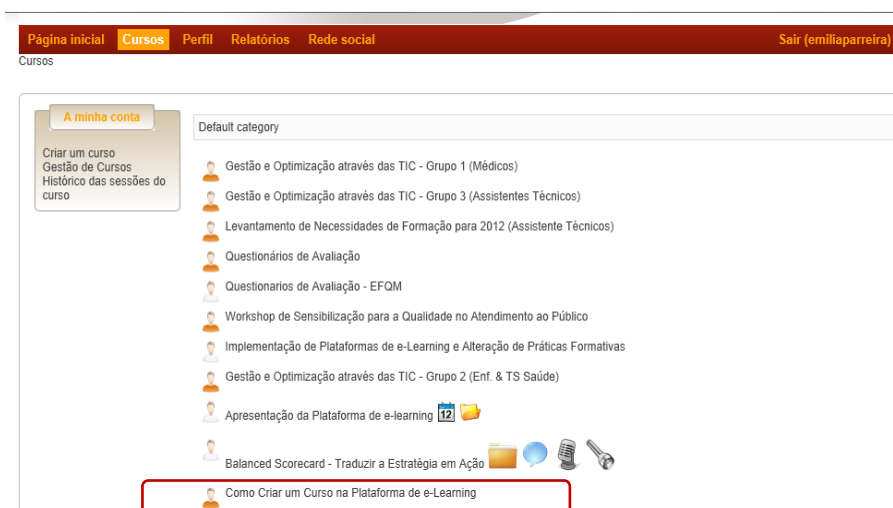 Página inicial Cursos Perfil Relatórios Rede social Sair (emiliaparreira)
Cursos
A minha conta
Criar um curso
Gestão de Cursos
Histórico das sessões do
curso
Default category
Gestão e Optimização através das TIC - Grupo 1 (Médicos)
Gestão e Optimização através das TIC - Grupo 3 (Assistentes Técnicos)
Levantamento de Necessidades de Formação para 2012 (Assistente Técnicos)
Questionários de Avaliação
Questionarios de Avaliação - EFQM
Workshop de Sensibilização para a Qualidade no Atendimento ao Público
Implementação de Plataformas de e-Learning e Alteração de Práticas Formativas
Gestão e Optimização através das TIC - Grupo 2 (Enf. & TS Saúde)
Apresentação da Plataforma de e-learning 12
Balanced Scorecard - Traduzir a Estratégia em Ação
Como Criar um Curso na Plataforma de e-Learning